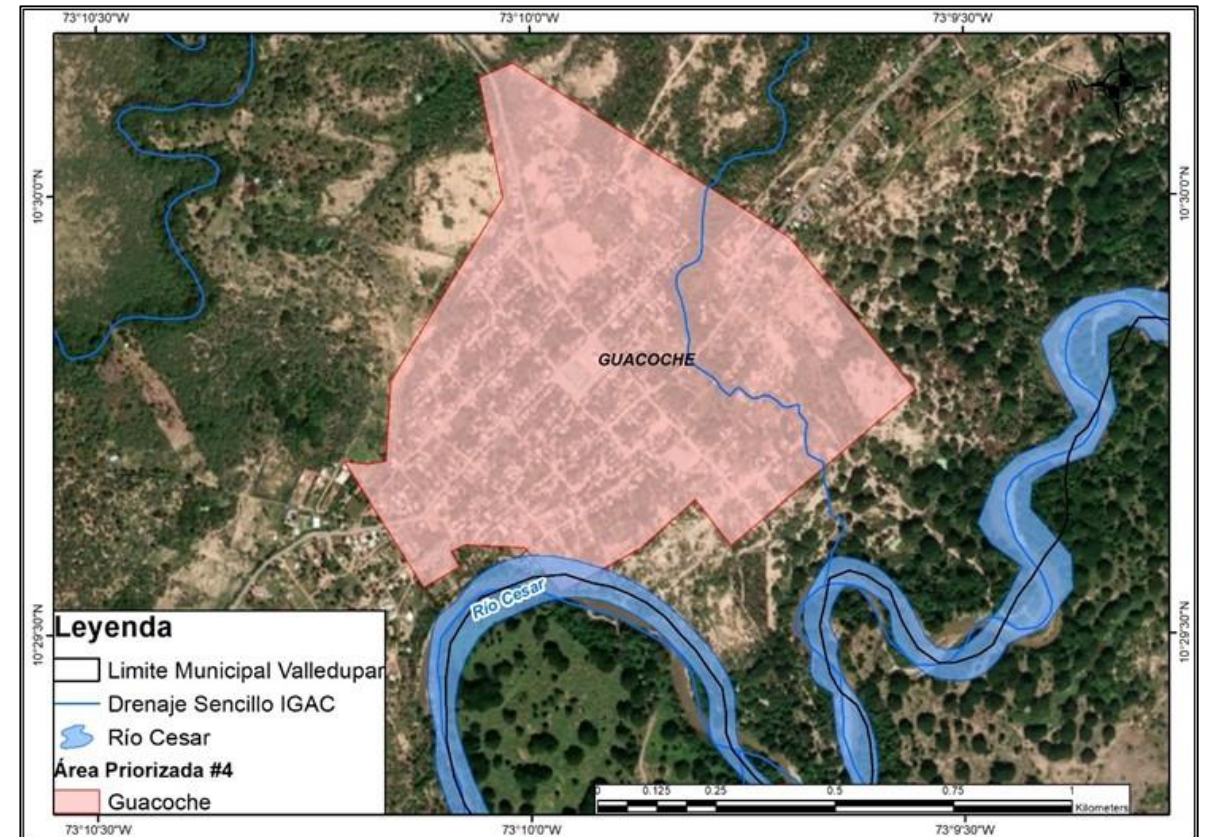 73°10'30"W 73°10'0"W 73°9'30"W
10°30'0"N
10°30'0"N
GUACOCHE
Río Cesar
10°29'30"N
10°29'30"N
Leyenda
Limite Municipal Valledupar
Drenaje Sencillo IGAC
Río Cesar
Área Priorizada #4
Guacoche
0 0.125 0.25 0.5 0.75 1
Kilometers
73°10'30"W 73°10'0"W 73°9'30"W